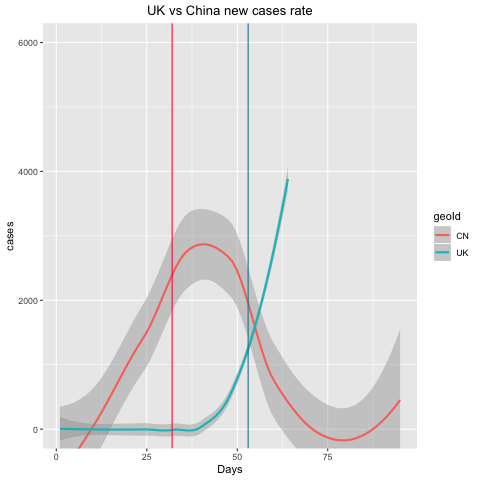 UK vs China new cases rate
6000
4000
2000
0
cases
0 25 50 75
Days
geoId
CN
UK